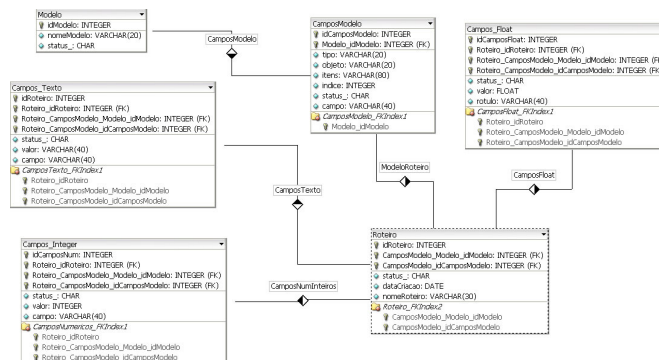 Modelo
idModelo: INTEGER
nomeModelo: VARCHAR(20)
status_: CHAR
CamposModelo
CamposModelo
idCamposModelo: INTEGER
Modelo_idModelo: INTEGER (FK)
tipo: VARCHAR(20)
objeto: VARCHAR(20)
itens: VARCHAR(80)
indice: INTEGER
status_: CHAR
campo: VARCHAR(40)
CamposModelo_FKIndex1
Modelo_idModelo
Campos_Float
idCamposFloat: INTEGER
Roteiro_idRoteiro: INTEGER (FK)
Roteiro_CamposModelo_Modelo_idModelo: INTEGER (FK
Roteiro_CamposModelo_idCamposModelo: INTEGER (FK)
status_: CHAR
valor: FLOAT
rotulo: VARCHAR(40)
CamposFloat_FKIndex1
Roteiro_idRoteiro
Roteiro_CamposModelo_Modelo_idModelo
Roteiro_CamposModelo_idCamposModelo
Campos_Texto
idRoteiro: INTEGER
Roteiro_idRoteiro: INTEGER (FK)
Roteiro_CamposModelo_Modelo_idModelo: INTEGER (FK)
Roteiro_CamposModelo_idCamposModelo: INTEGER (FK)
status_: CHAR
valor: VARCHAR(40)
campo: VARCHAR(40)
CamposTexto_FKIndex1
Roteiro_idRoteiro
Roteiro_CamposModelo_Modelo_idModelo
Roteiro_CamposModelo_idCamposModelo
ModeloRoteiro
CamposFloat
CamposTexto
Roteiro
idRoteiro: INTEGER
CamposModelo_Modelo_idModelo: INTEGER (FK)
CamposModelo_idCamposModelo: INTEGER (FK)
status_: CHAR
dataCriacao: DATE
nomeRoteiro: VARCHAR(30)
Roteiro_FKIndex2
CamposModelo_Modelo_idModelo
CamposModelo_idCamposModelo
Campos_Integer
idCamposNum: INTEGER
Roteiro_idRoteiro: INTEGER (FK)
Roteiro_CamposModelo_Modelo_idModelo: INTEGER (FK)
Roteiro_CamposModelo_idCamposModelo: INTEGER (FK)
status_: CHAR
valor: INTEGER
campo: VARCHAR(40)
CamposNumericos_FKIndex1
Roteiro_idRoteiro
Roteiro_CamposModelo_Modelo_idModelo
Roteiro_CamposModelo_idCamposModelo
CamposNumInteiros